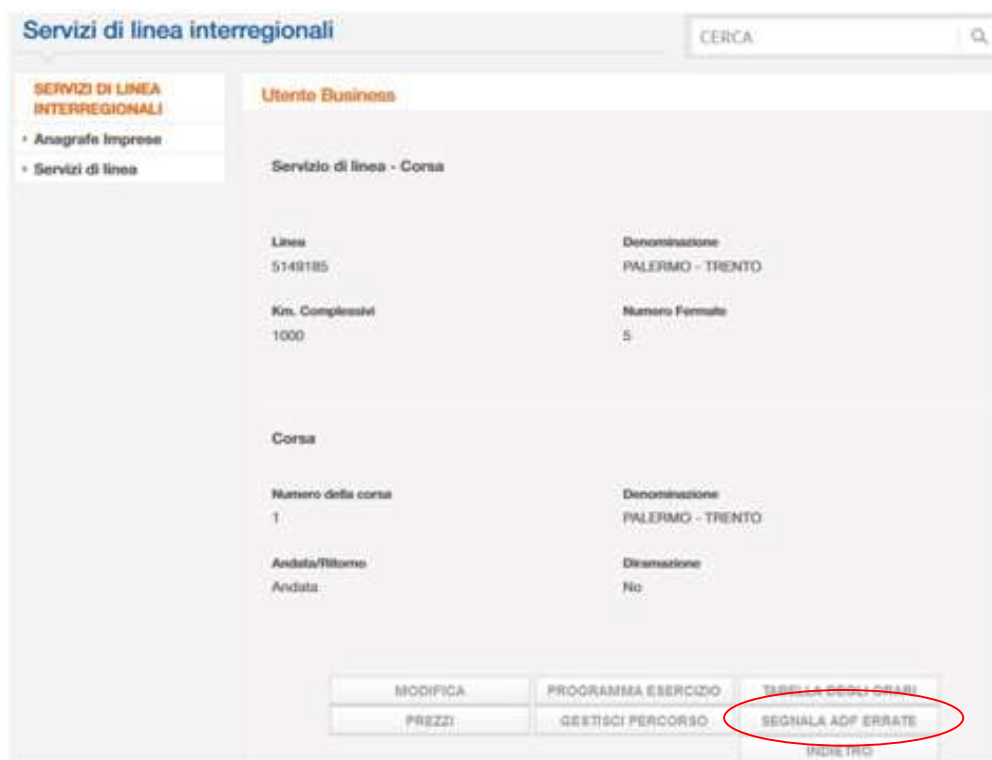 Servizi di linea interregionali
CERCA
SERVIZI DI LINEA
INTERREGIONALI
Utente Business
Anagrafe Imprese
Servizi di linea
Servizio di linea - Corsa
Linea
Denominazione
5149185
PALERMO - TRENTO
Km. Complessivi
Numero Fermate
1000
5
Corsa
Numero della corsa
Denominazione
1
PALERMO - TRENTO
Andata/Ritorno
Diramazione
Andata
No
MODIFICA
PROGRAMMA ESERCIZIO
TABELLA DEGLI ORARI
PREZZI
GESTISCI PERCORSO
SEGNALA ADF ERRATE
INDIETRO